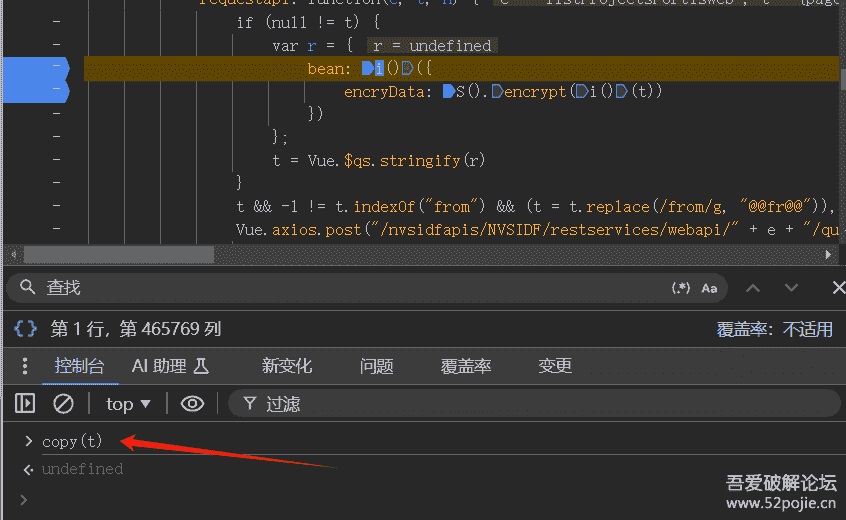 if (null != t) {
var r = { r = undefined
bean: i()({
encryData: S().encrypt(i()(t))
})
};
t = Vue.$qs.stringify(r)
}
t && -1 != t.indexOf("from") && (t = t.replace(/from/g, "@@fr@@")),
Vue.axios.post("/nvsidfapis/NVSIDF/restservices/webapi/" + e + "/qu
查找
(.*) Aa
{} 第 1 行，第 465769 列 覆盖率：不适用
控制台 AI 助理 新变化 问题 覆盖率 变更
top 过滤
copy(t)
undefined
吾爱破解论坛
www.52pojie.cn